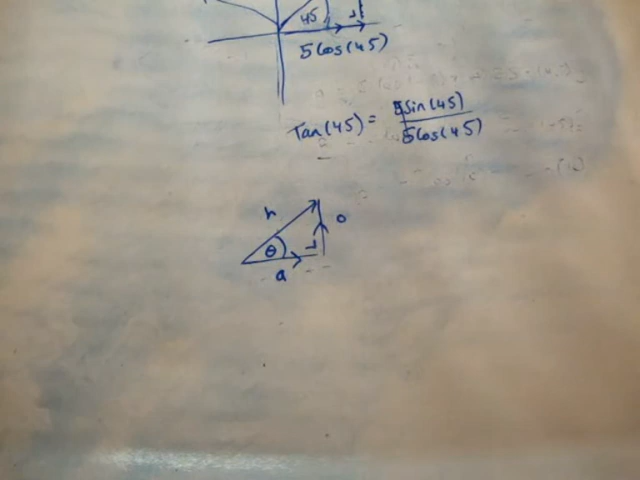 45
5Cos(45)
Tan(45) = 5Sin(45)
5Cos(45)
h
o
θ
a